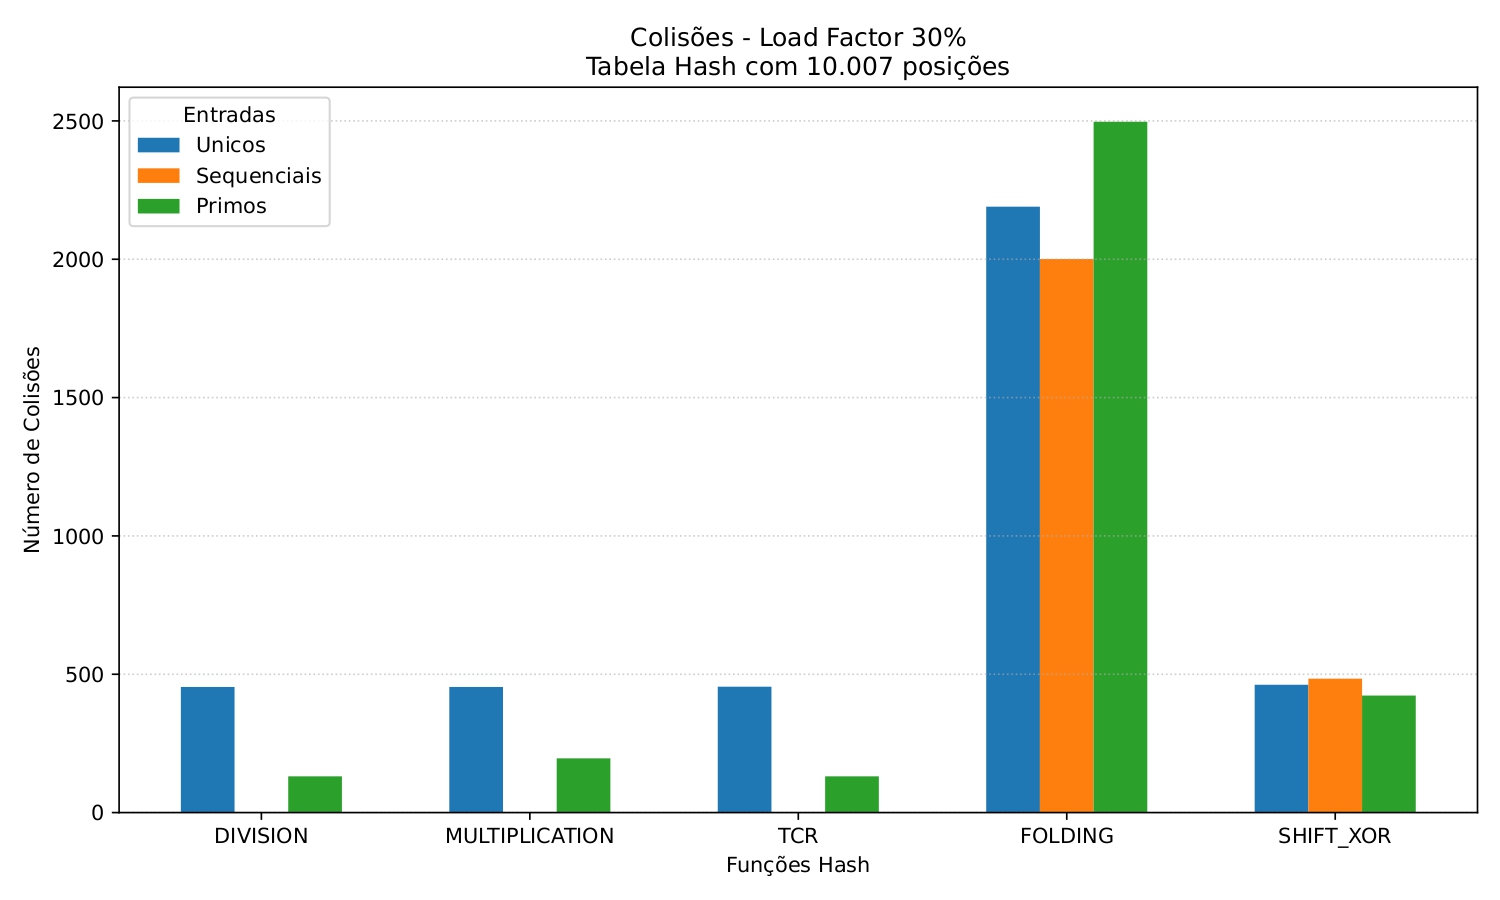 Colisões - Load Factor 30%
Tabela Hash com 10.007 posições
Entradas
Unicos
Sequenciais
Primos
Número de Colisões
2500
2000
1500
1000
500
0
DIVISION
MULTIPLICATION
TCR
FOLDING
SHIFT_XOR
Funções Hash